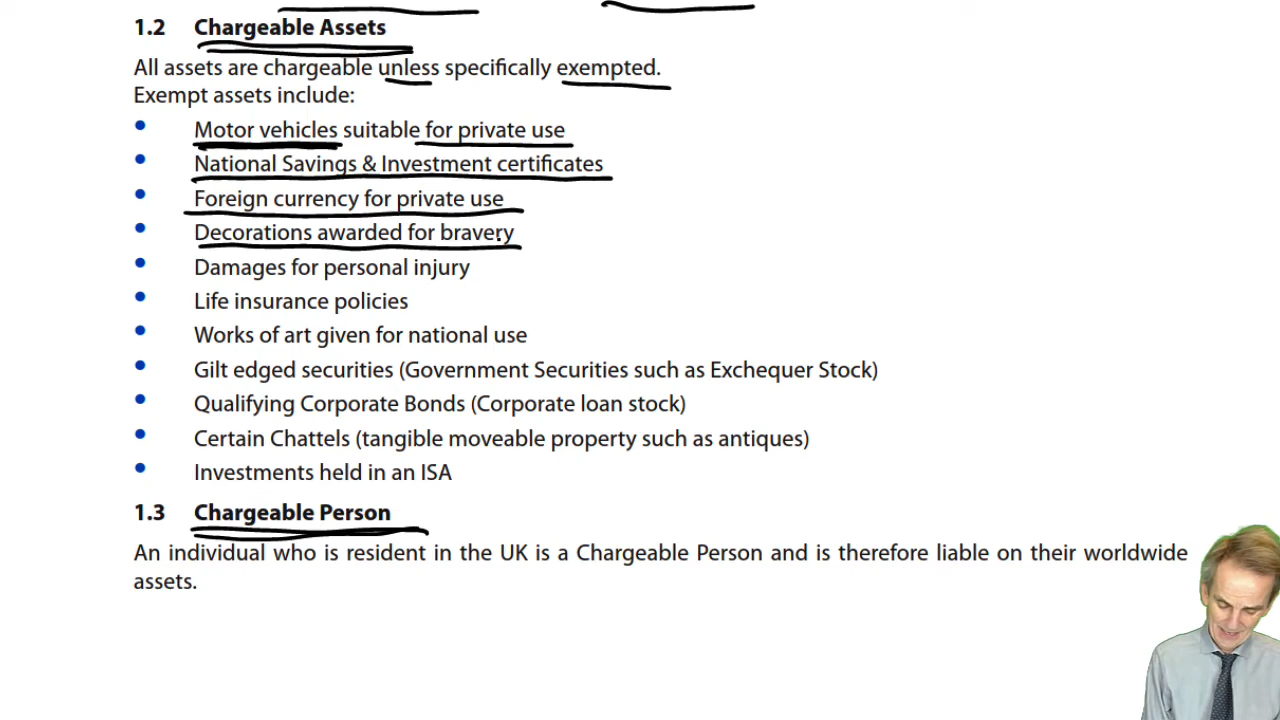 1.2 Chargeable Assets
All assets are chargeable unless specifically exempted.
Exempt assets include:
• Motor vehicles suitable for private use
• National Savings & Investment certificates
• Foreign currency for private use
• Decorations awarded for bravery
• Damages for personal injury
• Life insurance policies
• Works of art given for national use
• Gilt edged securities (Government Securities such as Exchequer Stock)
• Qualifying Corporate Bonds (Corporate loan stock)
• Certain Chattels (tangible moveable property such as antiques)
• Investments held in an ISA
1.3 Chargeable Person
An individual who is resident in the UK is a Chargeable Person and is therefore liable on their worldwide
assets.